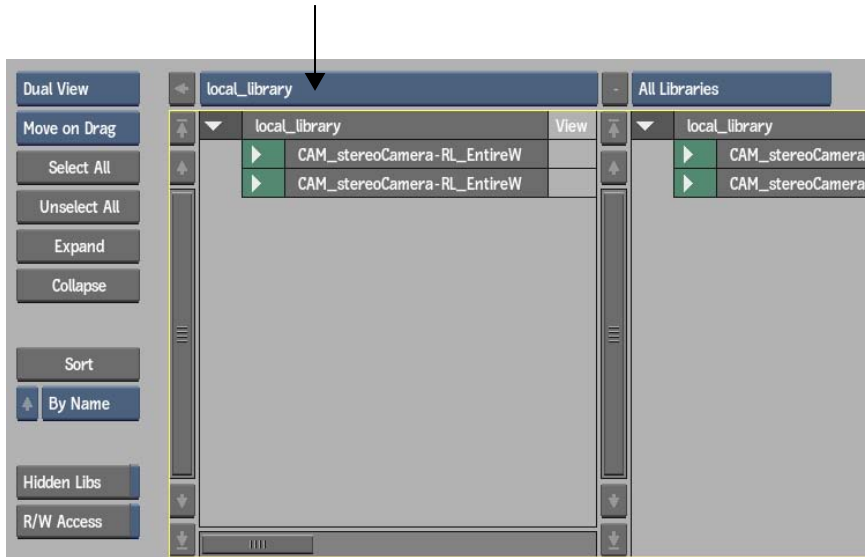 Dual View
local_library
-
All Libraries
Move on Drag
local_library
View
local_library
Select All
CAM_stereoCamera-RL_EntireW
CAM_stereoCamera
Unselect All
CAM_stereoCamera-RL_EntireW
CAM_stereoCamera
Expand
Collapse
Sort
By Name
Hidden Libs
R/W Access